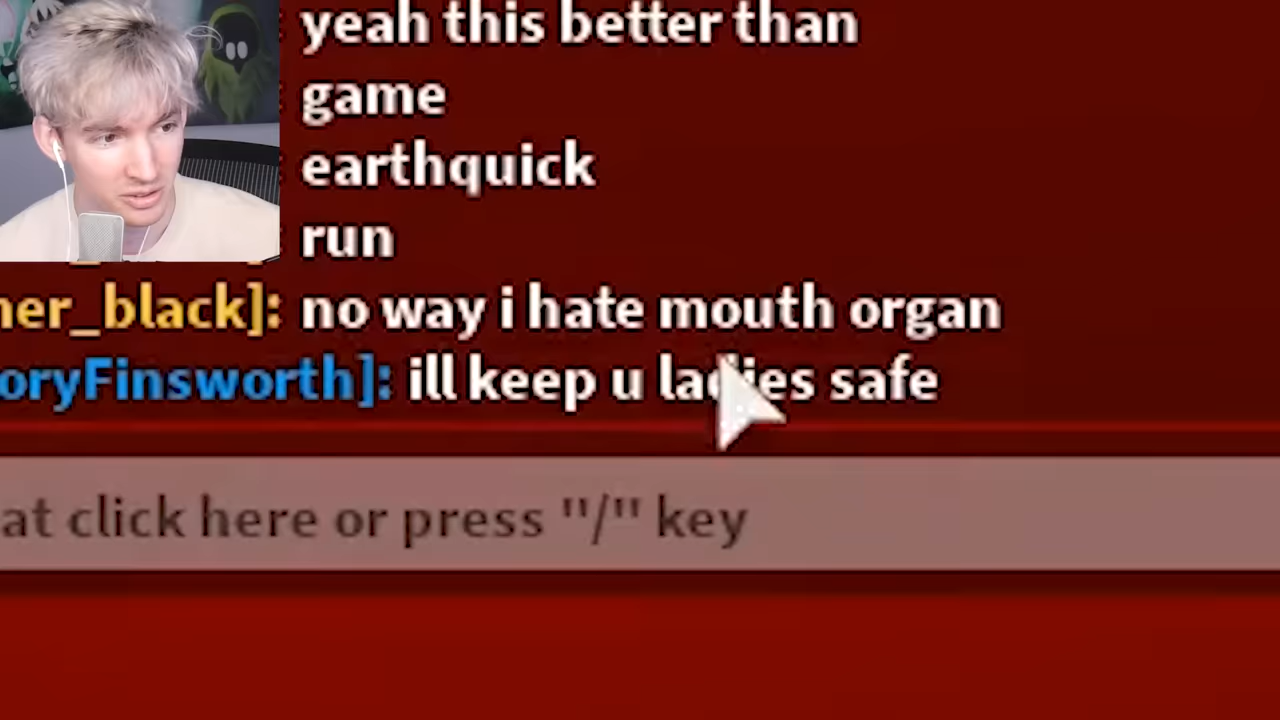 yeah this better than
game
earthquick
run
her_black]: no way i hate mouth organ
oryFinsworth]: ill keep u ladies safe
at click here or press "/" key